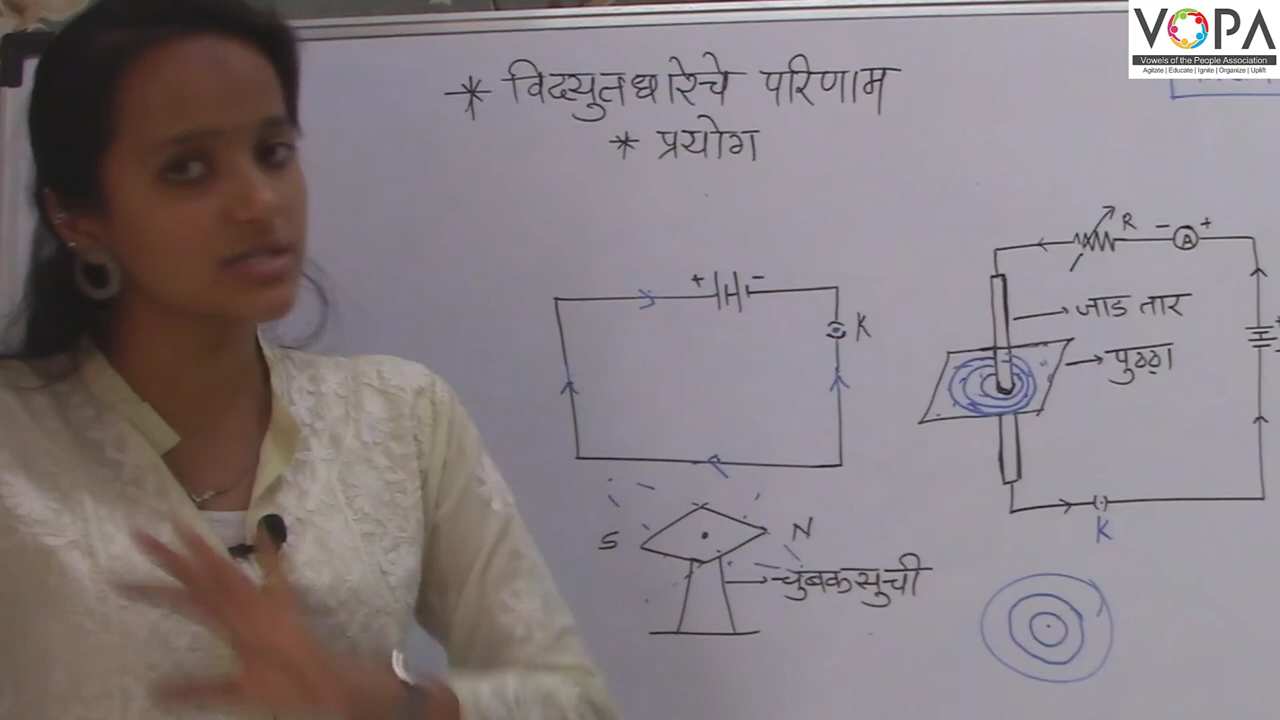 VOPA
Vowels of the People Association
Agitate | Educate | Ignite | Organize | Uplift
* विद्युतधारेचे परिणाम
* प्रयोग
R
- A +
+ -
K
जाड तार
पुठ्ठा
+
-
K
S N
चुंबकसुची